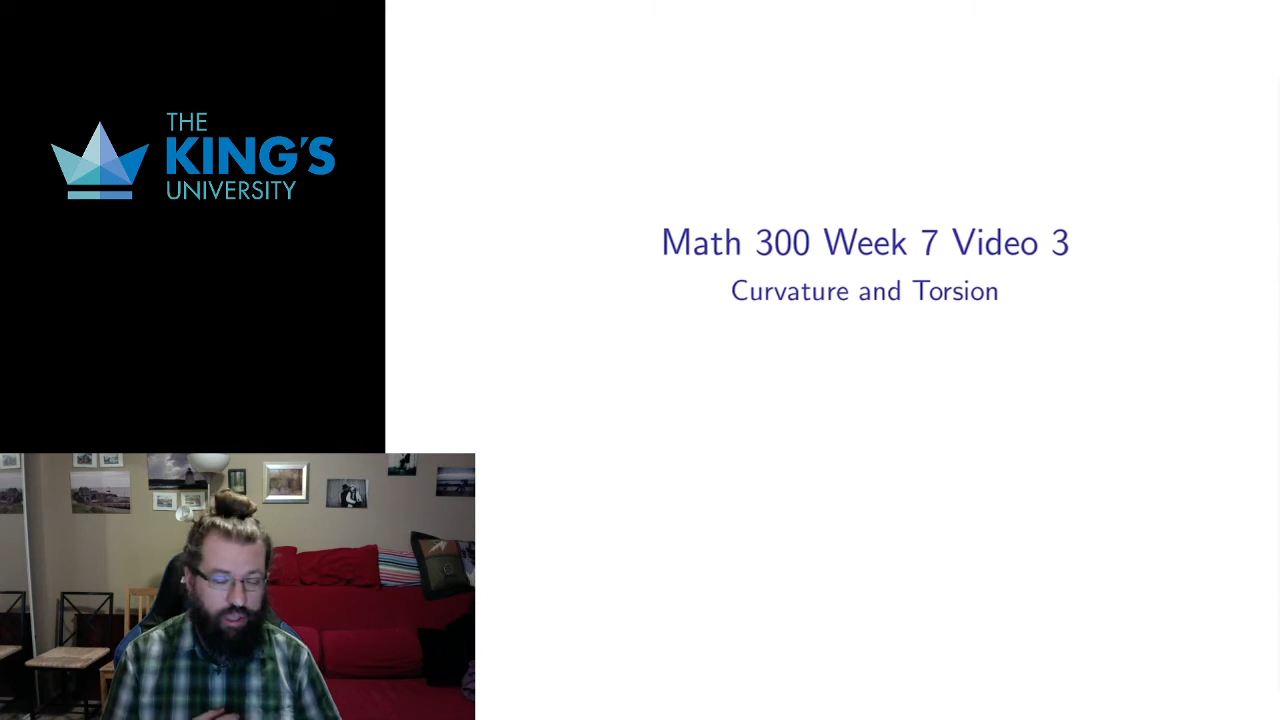 THE
KING'S
UNIVERSITY
Math 300 Week 7 Video 3
Curvature and Torsion